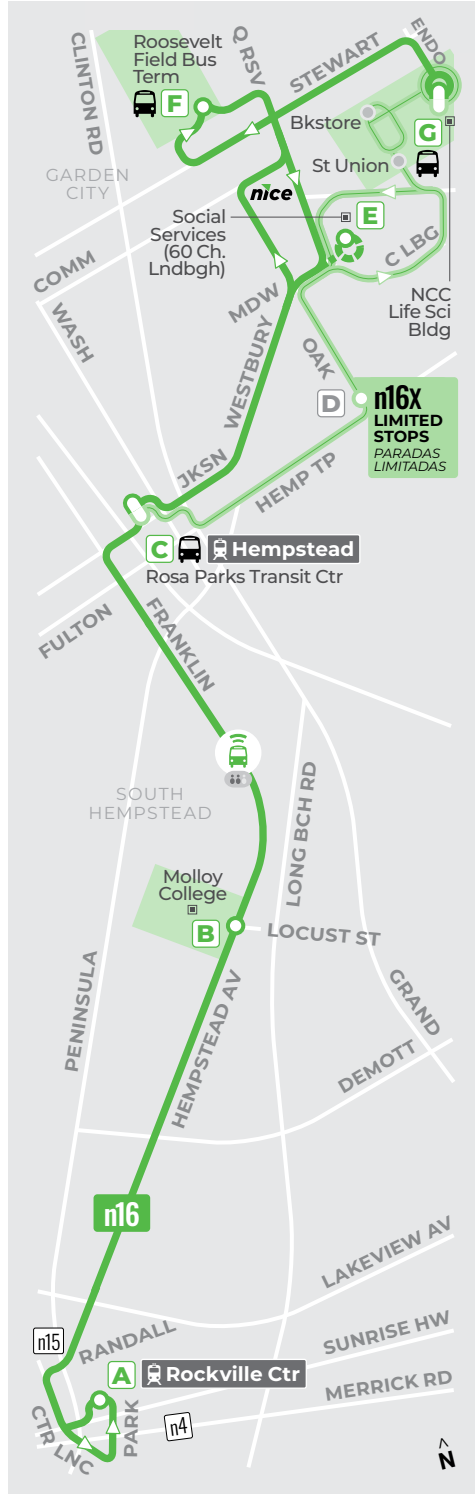 CLINTON RD
Roosevelt
Field Bus
Term
F
Q RSV
STEWART
ENDO
Bkstore
G
St Union
GARDEN
CITY
nice
Social
Services
(60 Ch.
Lndbgh)
E
C LBG
NCC
Life Sci
Bldg
COMM
WASH
MDW
WESTBURY
OAK
D
n16X
LIMITED
STOPS
PARADAS
LIMITADAS
JKSN
HEMP TP
C
Hempstead
Rosa Parks Transit Ctr
FULTON
FRANKLIN
SOUTH
HEMPSTEAD
LONG BCH RD
Molloy
College
B
LOCUST ST
PENINSULA
HEMPSTEAD AV
GRAND
DEMOTT
n16
LAKEVIEW AV
n15
RANDALL
SUNRISE HW
A
Rockville Ctr
MERRICK RD
CTR
LNC
PARK
n4
N